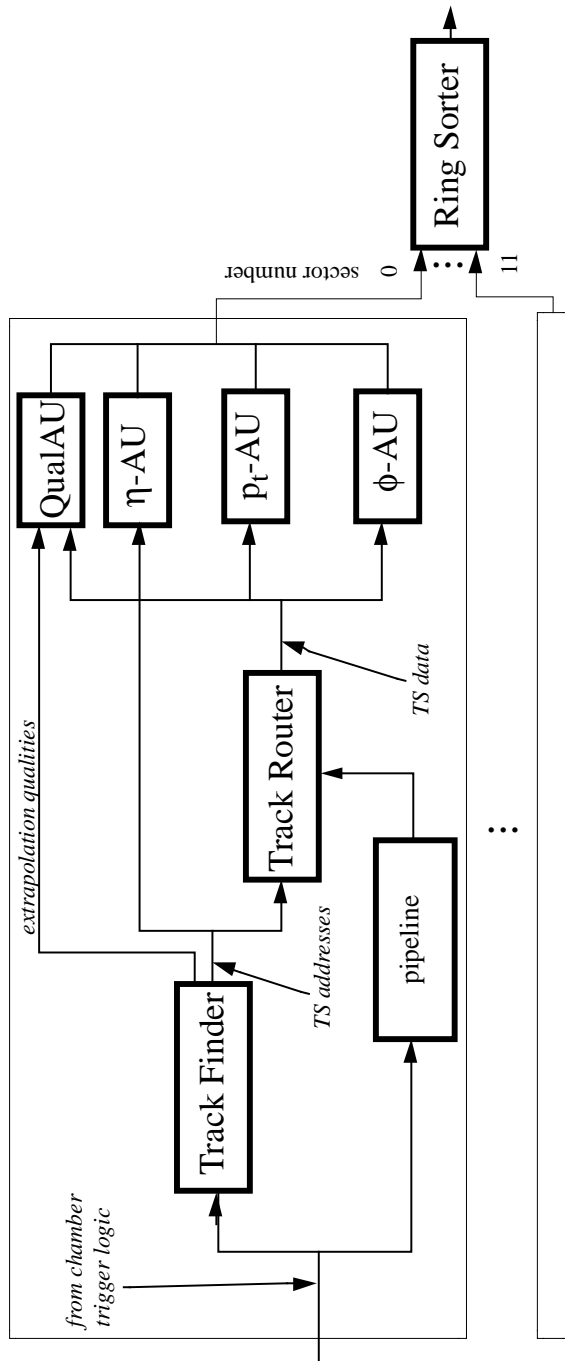 from chamber
trigger logic
Track Finder
extrapolation qualities
TS addresses
pipeline
Track Router
TS data
QualAU
η-AU
pt-AU
ϕ-AU
sector number
0
...
11
Ring Sorter
...